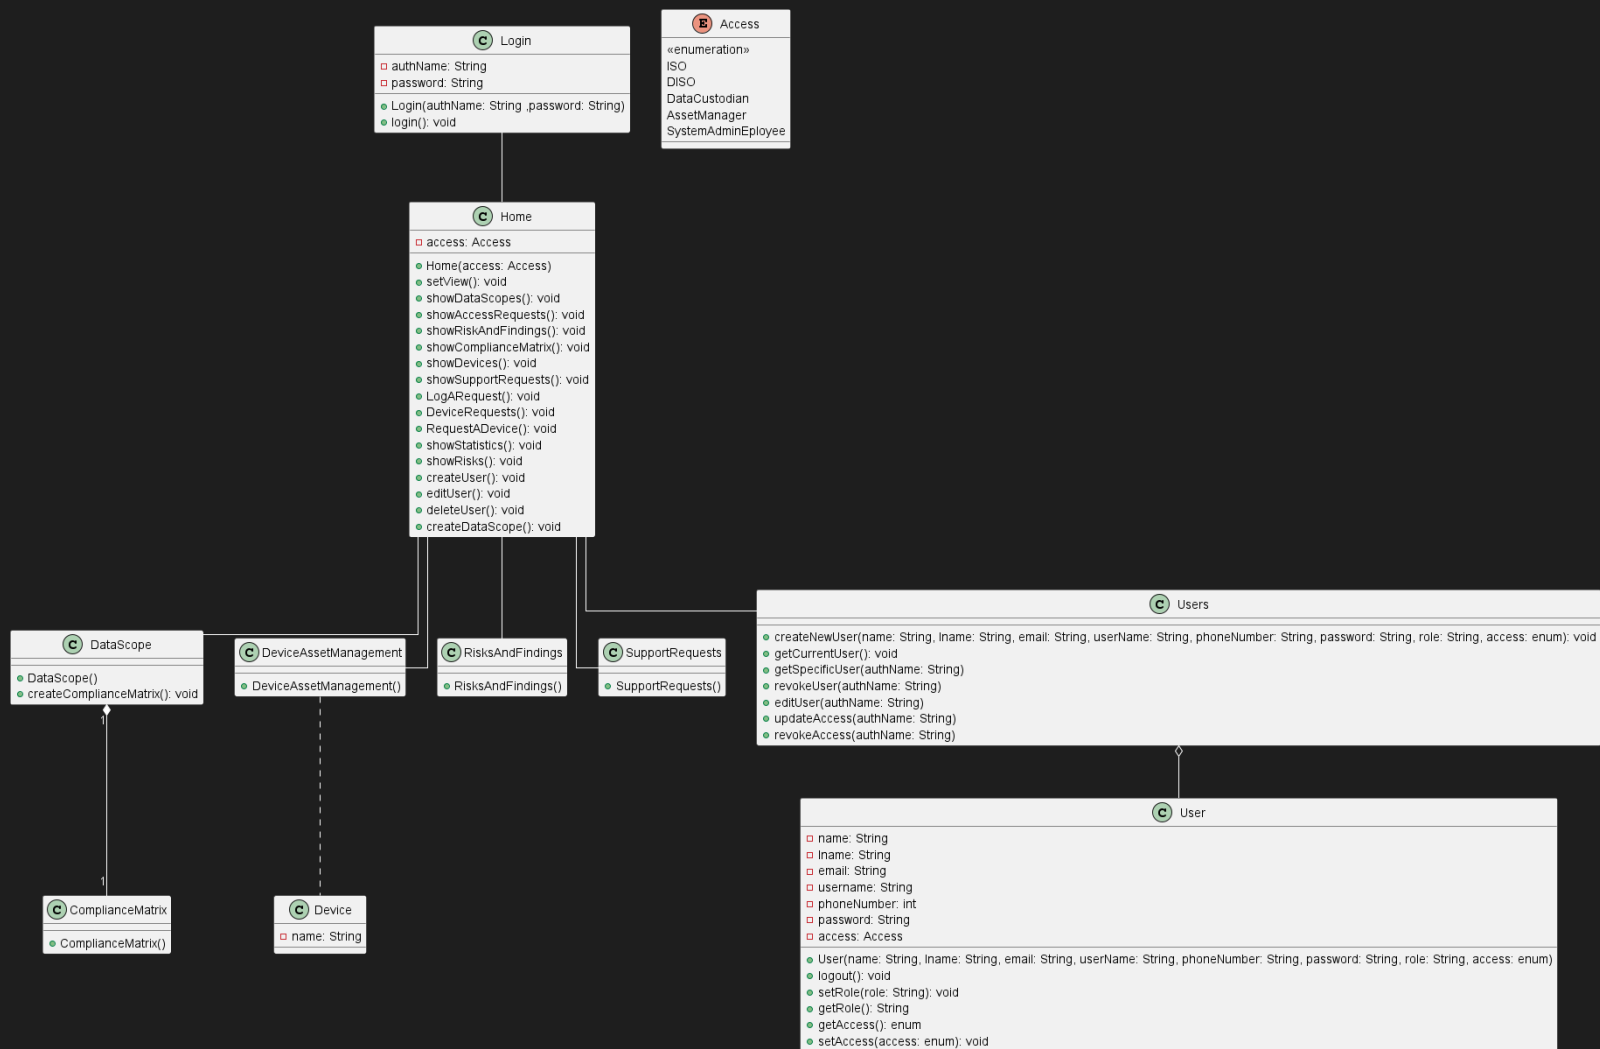 C Login
authName: String
password: String
Login(authName: String ,password: String)
login(): void
E Access
«enumeration»
ISO
DISO
DataCustodian
AssetManager
SystemAdminEployee
C Home
access: Access
Home(access: Access)
setView(): void
showDataScopes(): void
showAccessRequests(): void
showRiskAndFindings(): void
showComplianceMatrix(): void
showDevices(): void
showSupportRequests(): void
LogARequest(): void
DeviceRequests(): void
RequestADevice(): void
showStatistics(): void
showRisks(): void
createUser(): void
editUser(): void
deleteUser(): void
createDataScope(): void
C DataScope
DataScope()
createComplianceMatrix(): void
C DeviceAssetManagement
DeviceAssetManagement()
C RisksAndFindings
RisksAndFindings()
C SupportRequests
SupportRequests()
C Users
createNewUser(name: String, lname: String, email: String, userName: String, phoneNumber: String, password: String, role: String, access: enum): void
getCurrentUser(): void
getSpecificUser(authName: String)
revokeUser(authName: String)
editUser(authName: String)
updateAccess(authName: String)
revokeAccess(authName: String)
1
1
C ComplianceMatrix
ComplianceMatrix()
C Device
name: String
C User
name: String
lname: String
email: String
username: String
phoneNumber: int
password: String
access: Access
User(name: String, lname: String, email: String, userName: String, phoneNumber: String, password: String, role: String, access: enum)
logout(): void
setRole(role: String): void
getRole(): String
getAccess(): enum
setAccess(access: enum): void